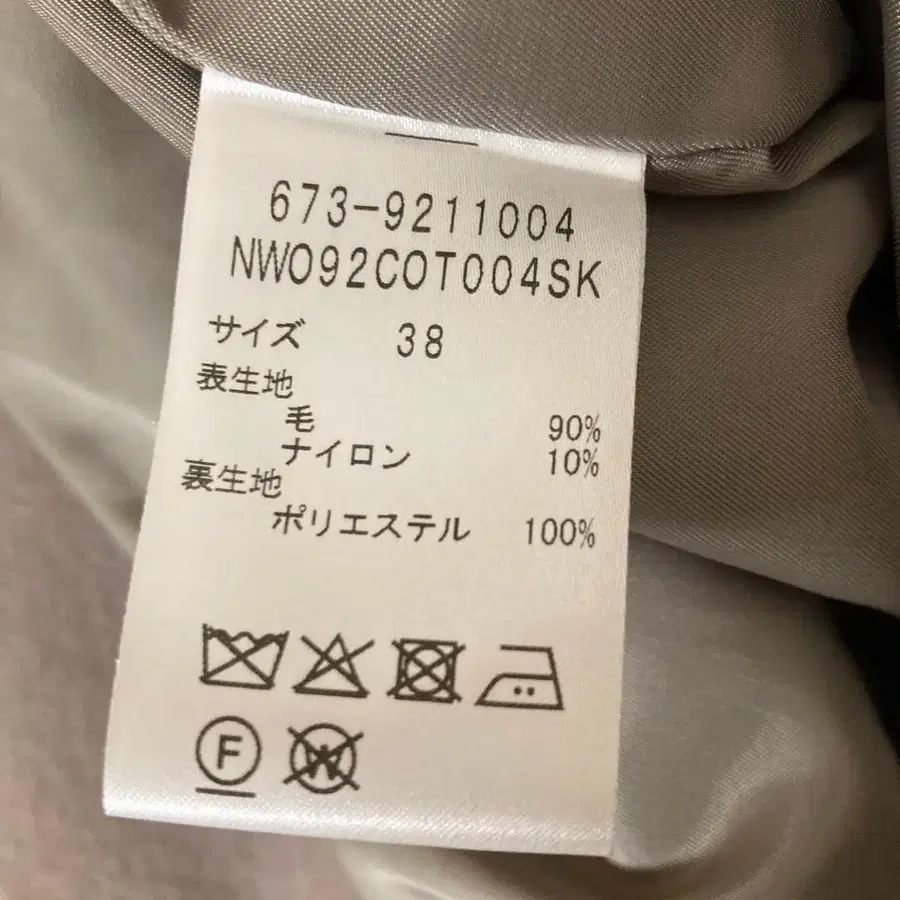 673-9211004
NW092COT004SK
サイズ 38
表生地
毛 90%
ナイロン 10%
裏生地
ポリエステル 100%
F
W